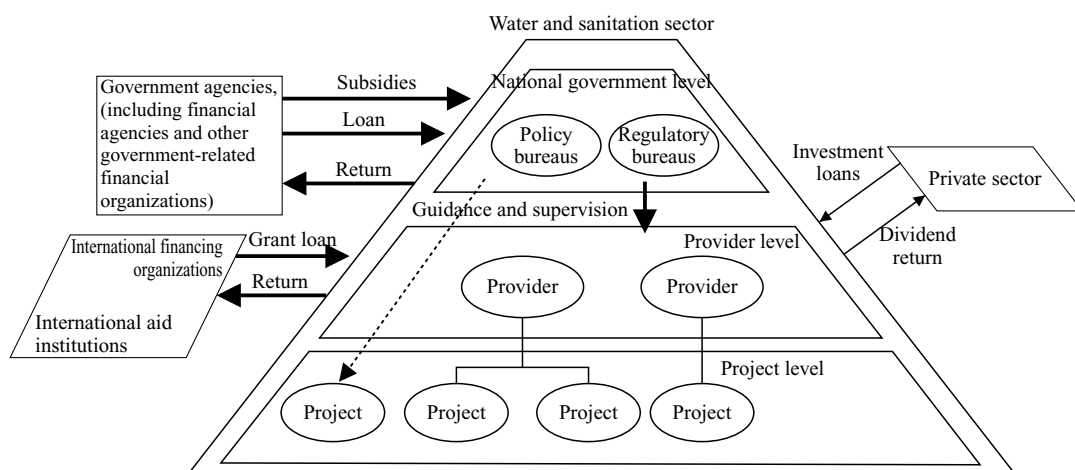 Water and sanitation sector
Government agencies,
(including financial
agencies and other
government-related
financial
organizations)
Subsidies
Loan
Return
National government level
Policy
bureaus
Regulatory
bureaus
Investment
loans
Private sector
Dividend
return
Guidance and supervision
International financing
organizations
International aid
institutions
Grant loan
Return
Provider level
Provider
Provider
Project level
Project
Project
Project
Project